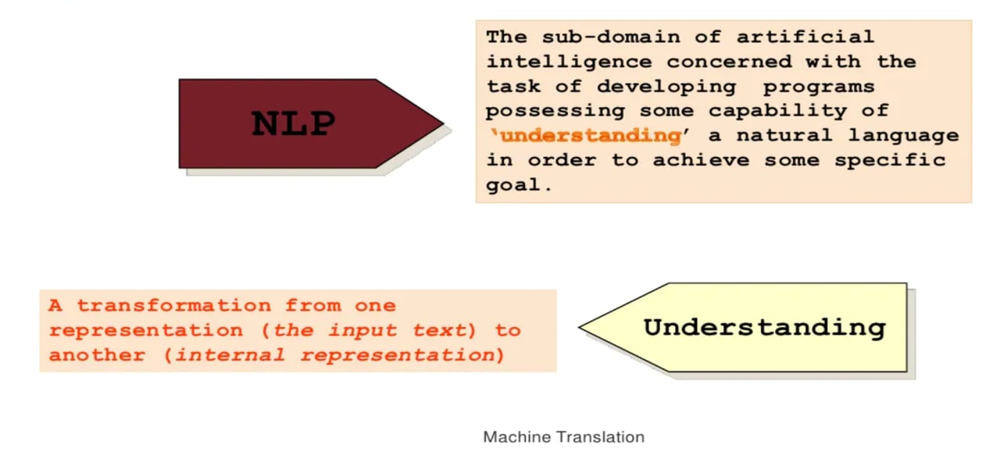 NLP
The sub-domain of artificial
intelligence concerned with the
task of developing programs
possessing some capability of
‵understanding′ a natural language
in order to achieve some specific
goal.
A transformation from one
representation (the input text) to
another (internal representation)
Understanding
Machine Translation